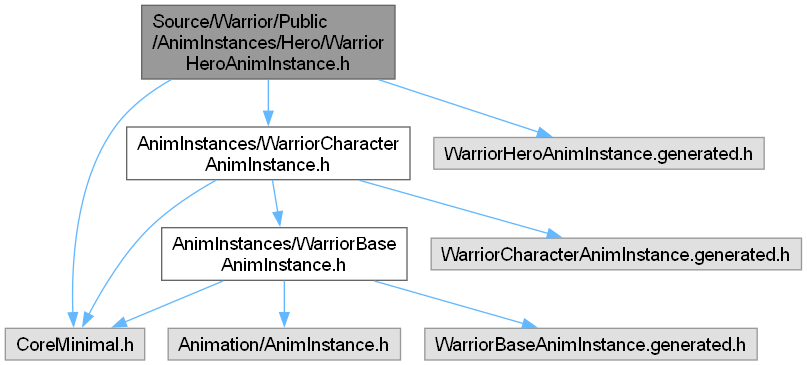 Source/Warrior/Public
/AnimInstances/Hero/Warrior
HeroAnimInstance.h
AnimInstances/WarriorCharacter
AnimInstance.h
WarriorHeroAnimInstance.generated.h
AnimInstances/WarriorBase
AnimInstance.h
WarriorCharacterAnimInstance.generated.h
CoreMinimal.h
Animation/AnimInstance.h
WarriorBaseAnimInstance.generated.h